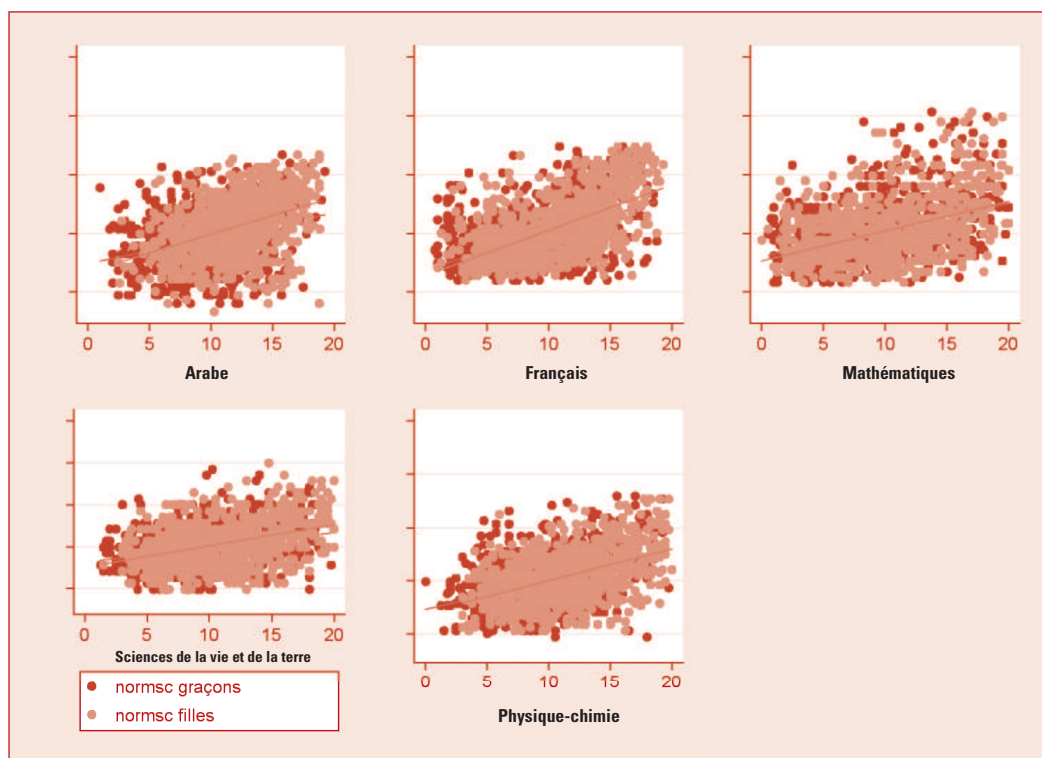 0 5 10 15 20
Arabe
0 5 10 15 20
Français
0 5 10 15 20
Mathématiques
0 5 10 15 20
Sciences de la vie et de la terre
normsc graçons
normsc filles
0 5 10 15 20
Physique-chimie